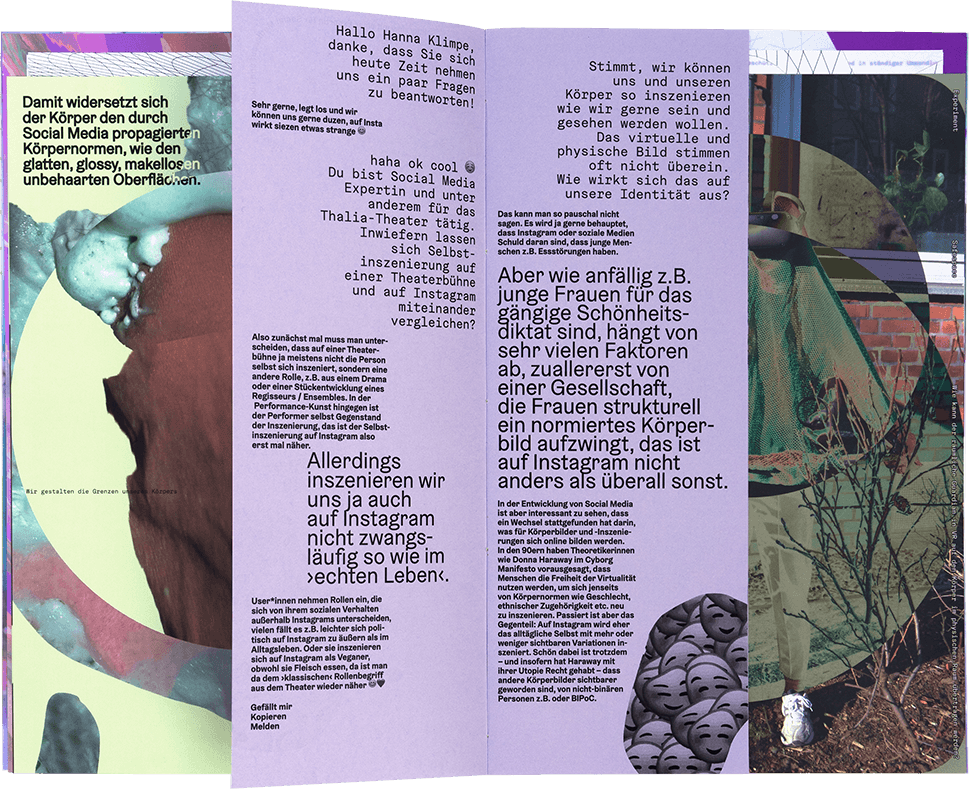 Damit widersetzt sich
der Körper den durch
Social Media propagierten
Körpernormen, wie den
glatten, glossy, makellosen
unbehaarten Oberflächen.
Wir gestalten die Grenzen unseres Körpers
Hallo Hanna Klimpe,
danke, dass Sie sich
heute Zeit nehmen
uns ein paar Fragen
zu beantworten!
Sehr gerne, legt los und wir
können uns gerne duzen, auf Insta
wirkt siezen etwas strange 😄
haha ok cool 😄
Du bist Social Media
Expertin und unter
anderem für das
Thalia-Theater tätig.
Inwiefern lassen
sich Selbst-
inszenierung auf
einer Theaterbühne
und auf Instagram
miteinander
vergleichen?
Also zunächst mal muss man unter-
scheiden, dass auf einer Theater-
bühne ja meistens nicht die Person
selbst sich inszeniert, sondern eine
andere Rolle, z.B. aus einem Drama
oder einer Stückentwicklung eines
Regisseurs / Ensembles. In der
Performance-Kunst hingegen ist
der Performer selbst Gegenstand
der Inszenierung, das ist der Selbst-
inszenierung auf Instagram also
erst mal näher.
Allerdings
inszenieren wir
uns ja auch
auf Instagram
nicht zwangs-
läufig so wie im
›echten Leben‹.
User*innen nehmen Rollen ein, die
sich von ihrem sozialen Verhalten
außerhalb Instagrams unterscheiden,
vielen fällt es z.B. leichter sich poli-
tisch auf Instagram zu äußern als im
Alltagsleben. Oder sie inszenieren
sich auf Instagram als Veganer,
obwohl sie Fleisch essen, da ist man
da dem ›klassischen‹ Rollenbegriff
aus dem Theater wieder näher 😄🖤
Gefällt mir
Kopieren
Melden
Stimmt, wir können
uns und unseren
Körper so inszenieren
wie wir gerne sein und
gesehen werden wollen.
Das virtuelle und
physische Bild stimmen
oft nicht überein.
Wie wirkt sich das auf
unsere Identität aus?
Das kann man so pauschal nicht
sagen. Es wird ja gerne behauptet,
dass Instagram oder soziale Medien
Schuld daran sind, dass junge Men-
schen z.B. Essstörungen haben.
Aber wie anfällig z.B.
junge Frauen für das
gängige Schönheits-
diktat sind, hängt von
sehr vielen Faktoren
ab, zuallererst von
einer Gesellschaft,
die Frauen strukturell
ein normiertes Körper-
bild aufzwingt, das ist
auf Instagram nicht
anders als überall sonst.
In der Entwicklung von Social Media
ist aber interessant zu sehen, dass
ein Wechsel stattgefunden hat darin,
was für Körperbilder und -Inszenie-
rungen sich online bilden werden.
In den 90ern haben Theoretikerinnen
wie Donna Haraway im Cyborg
Manifesto vorausgesagt, dass
Menschen die Freiheit der Virtualität
nutzen werden, um sich jenseits
von Körpernormen wie Geschlecht,
ethnischer Zugehörigkeit etc. neu
zu inszenieren. Passiert ist aber das
Gegenteil: Auf Instagram wird eher
das alltägliche Selbst mit mehr oder
weniger sichtbaren Variationen in-
szeniert. Schön dabei ist trotzdem
– und insofern hat Haraway mit
ihrer Utopie Recht gehabt – dass
andere Körperbilder sichtbarer
geworden sind, von nicht-binären
Personen z.B. oder BIPoC.
in ständiger
Experiment